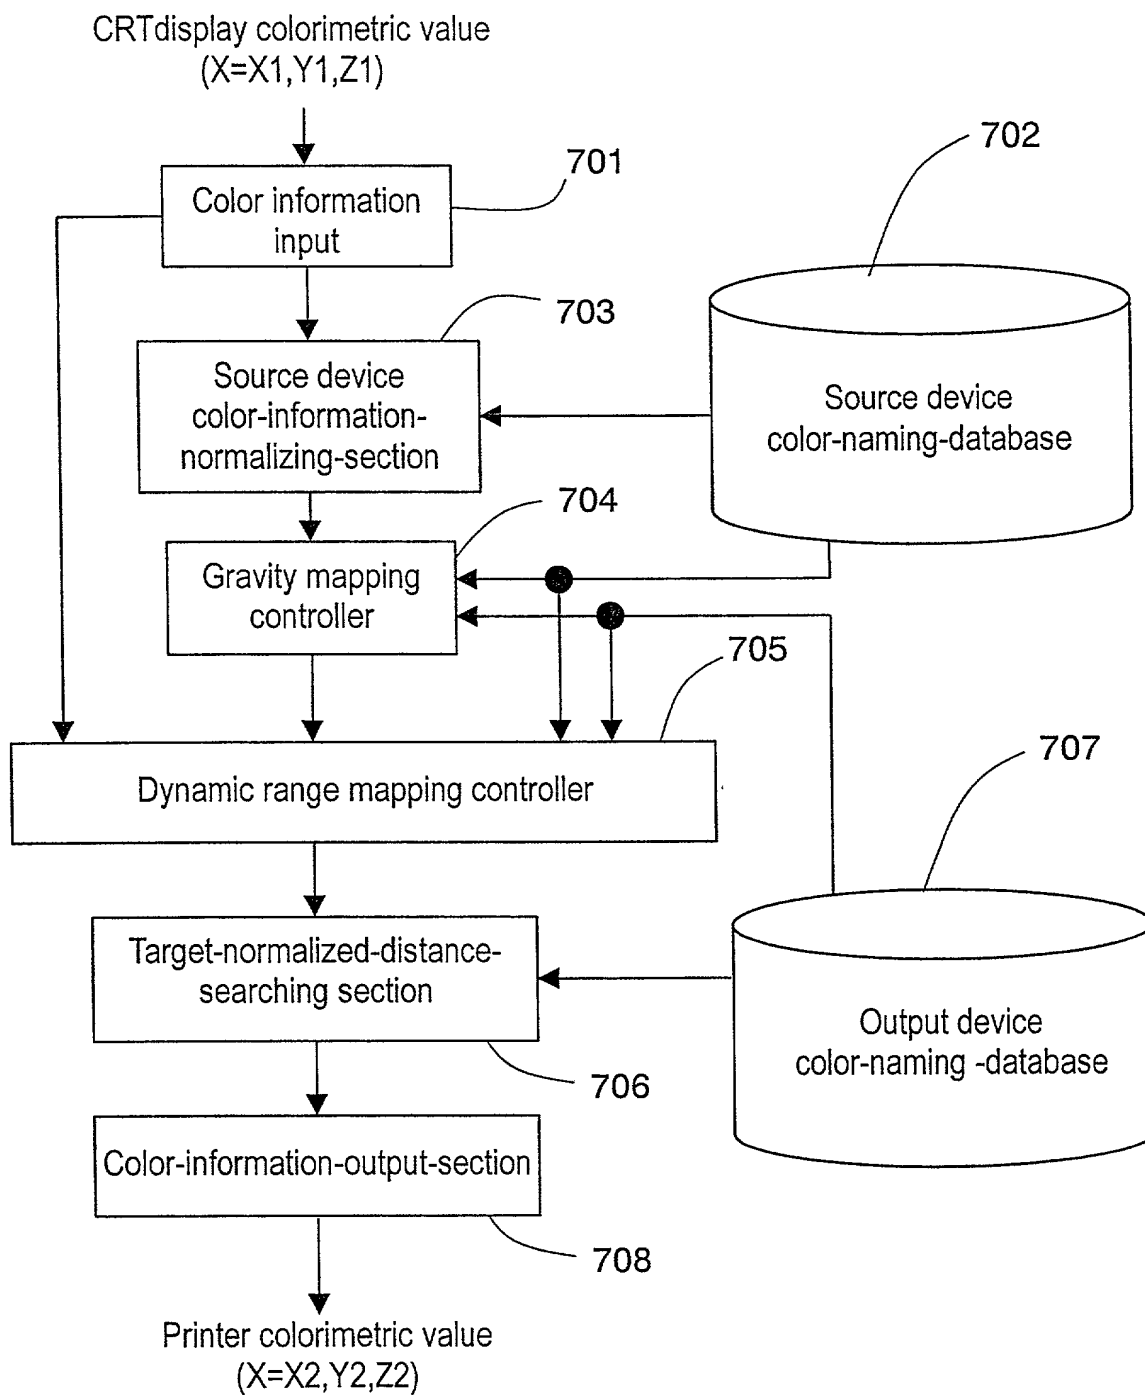 CRTdisplay colorimetric value
(X=X1,Y1,Z1)
701
702
Color information
input
703
Source device
color-information-
normalizing-section
Source device
color-naming-database
704
Gravity mapping
controller
705
707
Dynamic range mapping controller
Target-normalized-distance-
searching section
Output device
color-naming -database
706
Color-information-output-section
708
Printer colorimetric value
(X=X2,Y2,Z2)